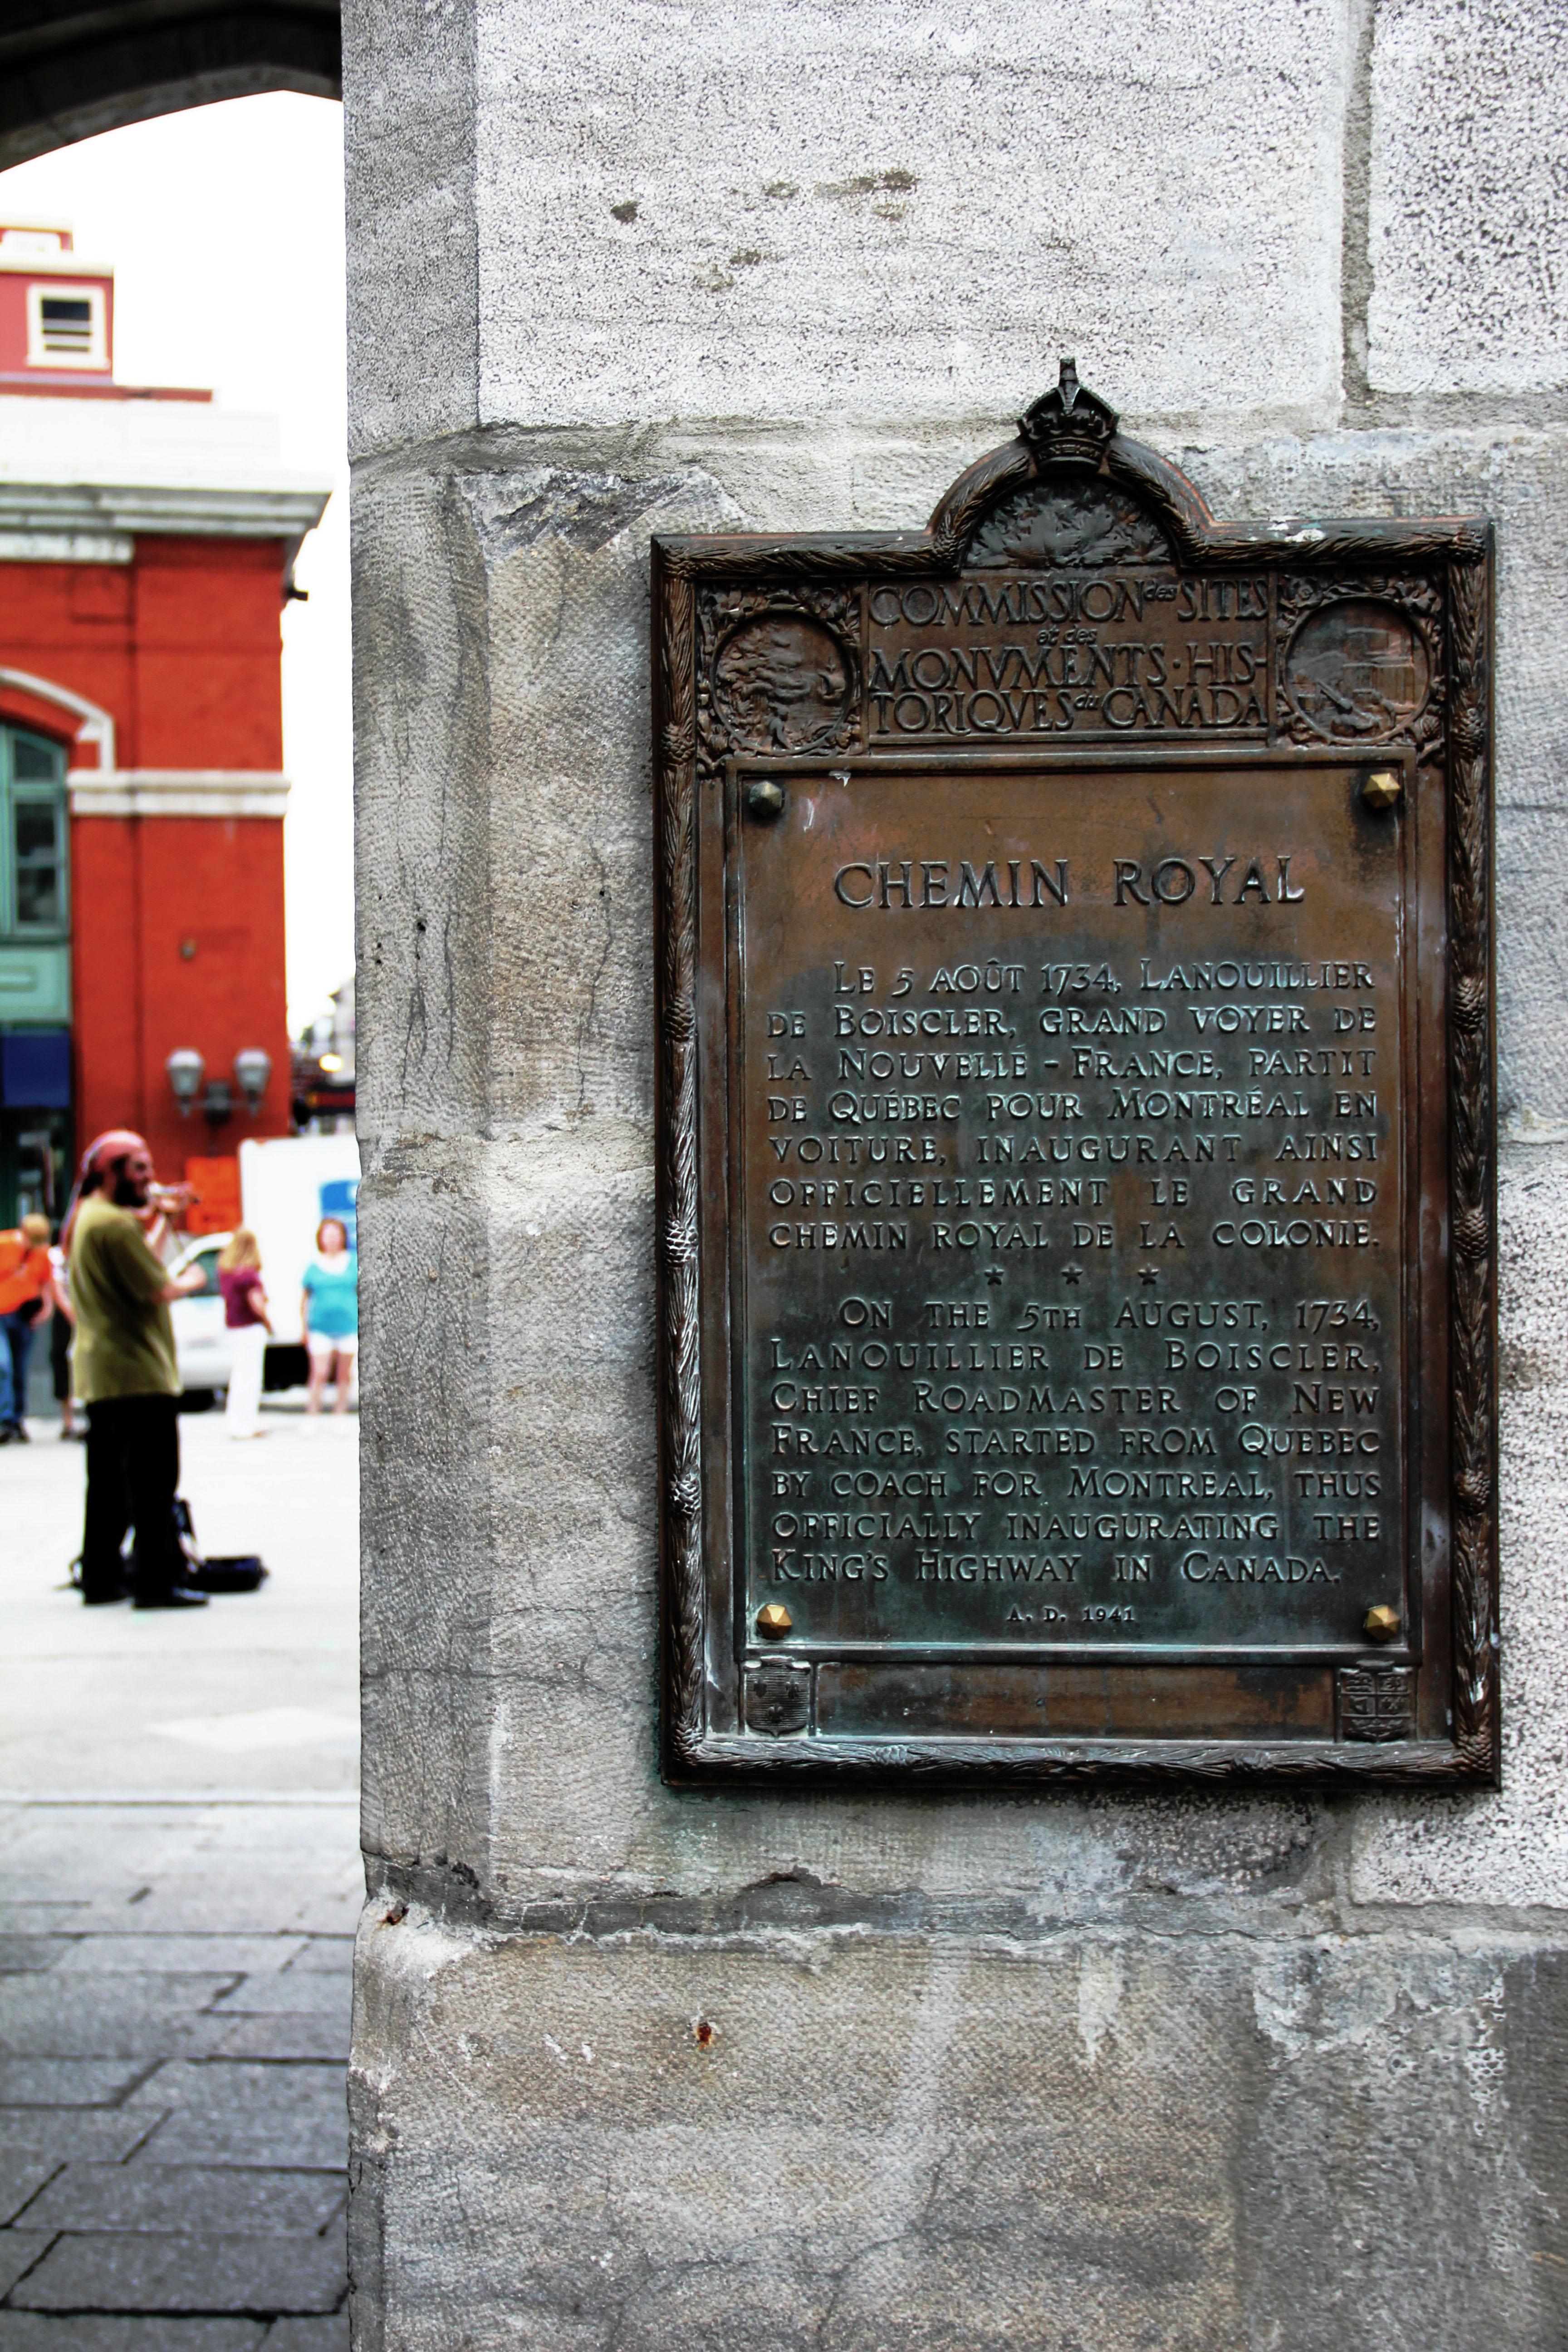 COMMISSION des SITES
et des
MONVMENTS · HIS-
TORIQVES du CANADA
CHEMIN ROYAL
LE 5 AOÛT 1734, LANOUILLIER
DE BOISCLER, GRAND VOYER DE
LA NOUVELLE - FRANCE, PARTIT
DE QUÉBEC POUR MONTRÉAL EN
VOITURE, INAUGURANT AINSI
OFFICIELLEMENT LE GRAND
CHEMIN ROYAL DE LA COLONIE.
★ ★ ★
ON THE 5TH AUGUST, 1734,
LANOUILLIER DE BOISCLER,
CHIEF ROADMASTER OF NEW
FRANCE, STARTED FROM QUEBEC
BY COACH FOR MONTREAL, THUS
OFFICIALLY INAUGURATING THE
KING'S HIGHWAY IN CANADA.
A. D. 1941